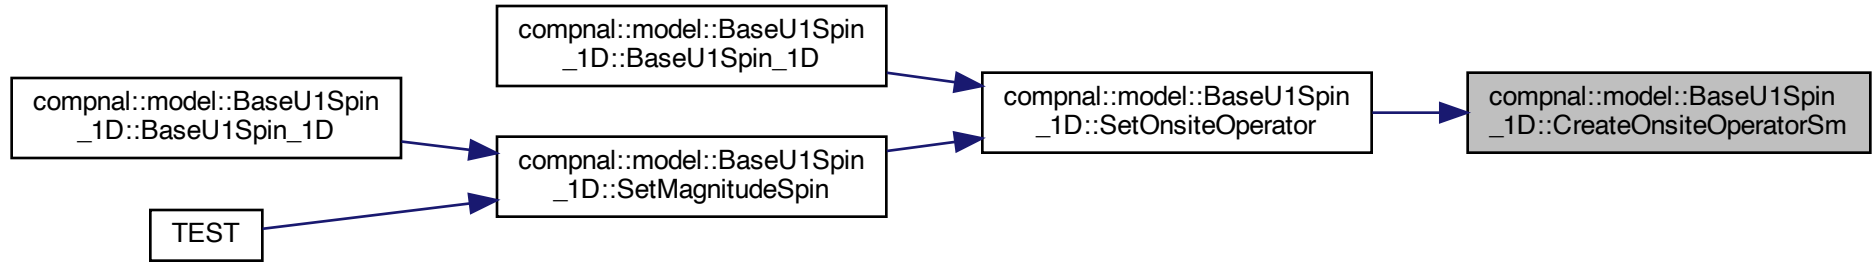 compnal::model::BaseU1Spin
_1D::BaseU1Spin_1D
compnal::model::BaseU1Spin
_1D::BaseU1Spin_1D
compnal::model::BaseU1Spin
_1D::SetOnsiteOperator
compnal::model::BaseU1Spin
_1D::CreateOnsiteOperatorSm
compnal::model::BaseU1Spin
_1D::SetMagnitudeSpin
TEST